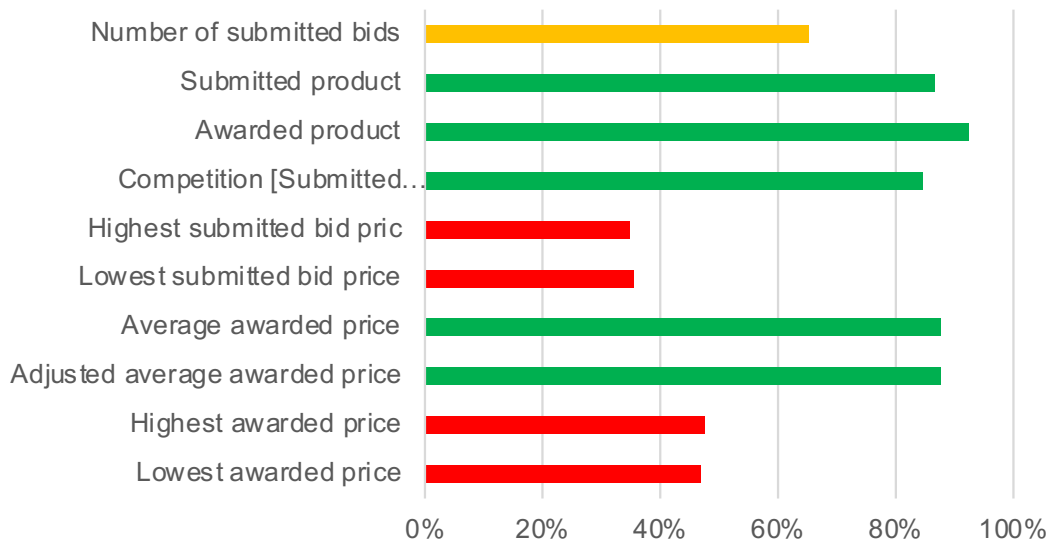 Number of submitted bids
Submitted product
Awarded product
Competition [Submitted…
Highest submitted bid pric
Lowest submitted bid price
Average awarded price
Adjusted average awarded price
Highest awarded price
Lowest awarded price
0% 20% 40% 60% 80% 100%